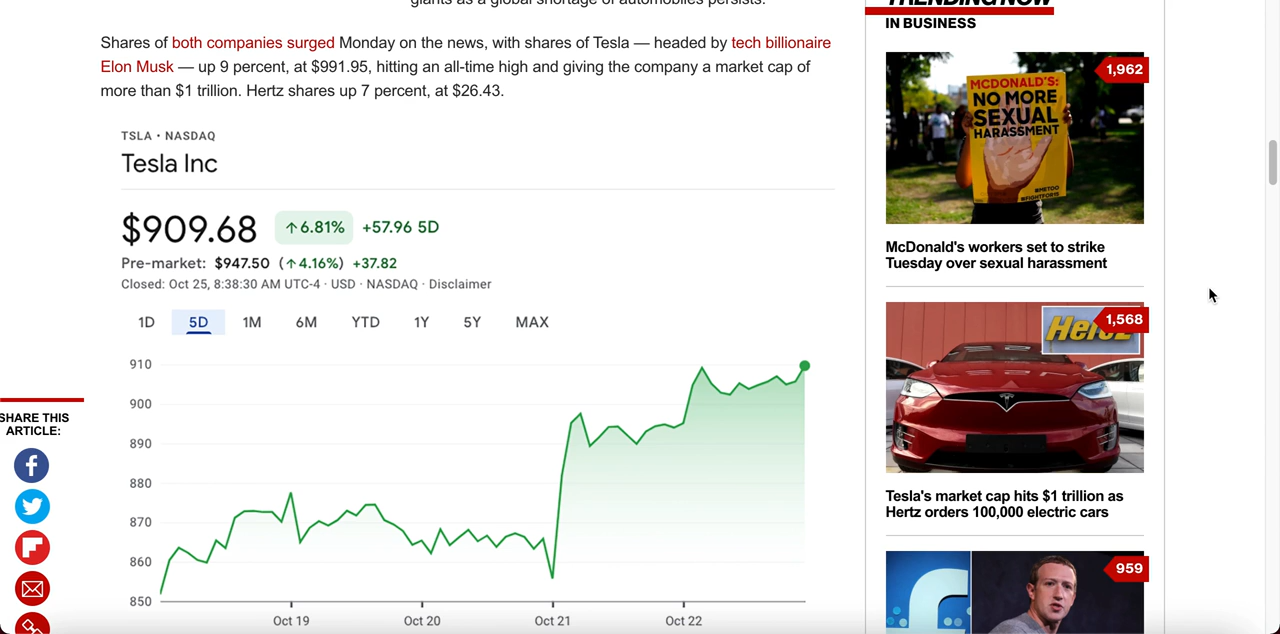 giants as a global shortage of automobiles persists.
Shares of both companies surged Monday on the news, with shares of Tesla — headed by tech billionaire
Elon Musk — up 9 percent, at $991.95, hitting an all-time high and giving the company a market cap of
more than $1 trillion. Hertz shares up 7 percent, at $26.43.
TSLA • NASDAQ
Tesla Inc
$909.68 ↑6.81% +57.96 5D
Pre-market: $947.50 (↑4.16%) +37.82
Closed: Oct 25, 8:38:30 AM UTC-4 · USD · NASDAQ · Disclaimer
1D 5D 1M 6M YTD 1Y 5Y MAX
910
900
890
880
870
860
850
Oct 19 Oct 20 Oct 21 Oct 22
SHARE THIS
ARTICLE:
TRENDING NOW
IN BUSINESS
1,962
MCDONALD'S:
NO MORE
SEXUAL
HARASSMENT
#METOO
#FIGHTFOR15
McDonald's workers set to strike
Tuesday over sexual harassment
Hertz
1,568
Tesla's market cap hits $1 trillion as
Hertz orders 100,000 electric cars
959